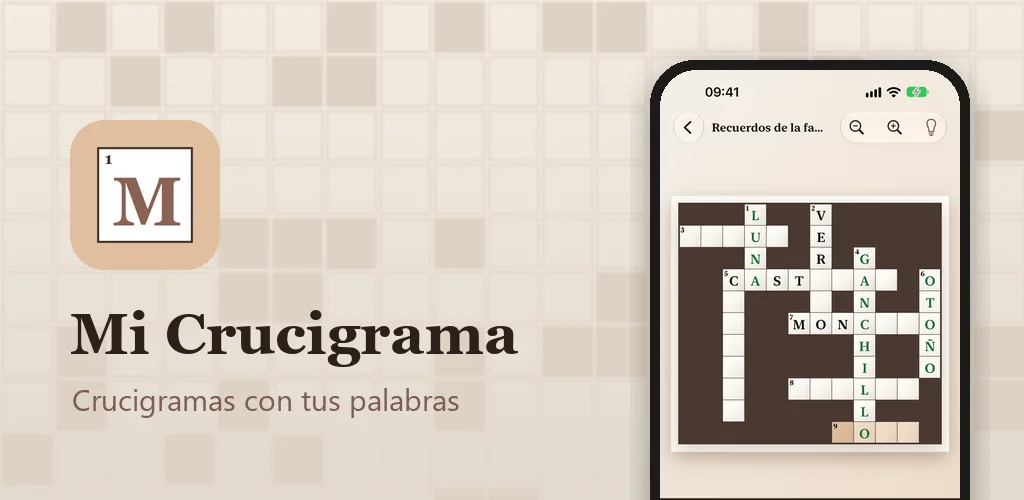 1
M
Mi Crucigrama
Crucigramas con tus palabras
09:41
Recuerdos de la fa...
1 L 2 V
3 U E
N R 4 G
5 C A S T A 6 O
N T
7 M O N C O
H Ñ
I O
8 L
L
9 O